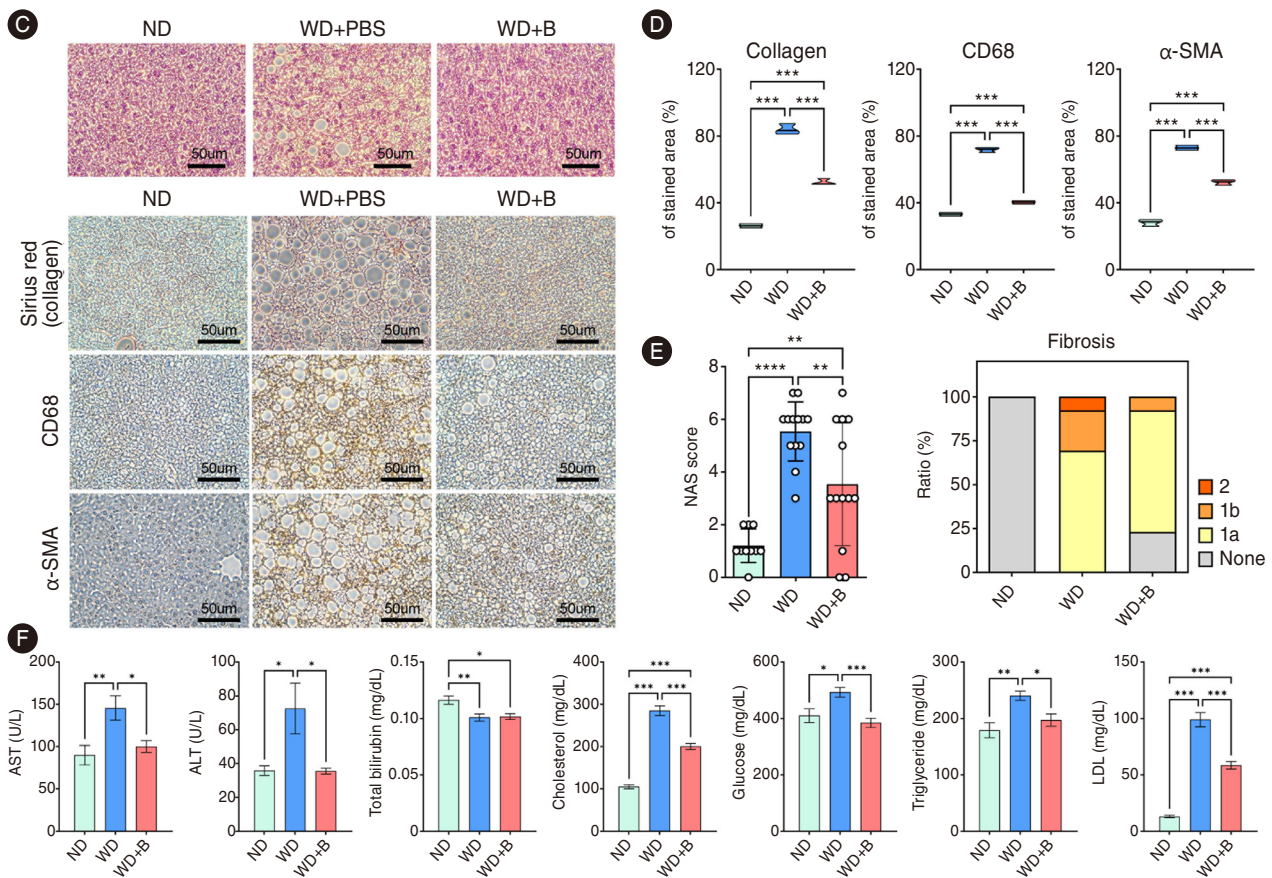 C
ND
WD+PBS
WD+B
50um
50um
50um
ND
WD+PBS
WD+B
Sirius red
(collagen)
50um
50um
50um
CD68
50um
50um
50um
α-SMA
50um
50um
50um
D
Collagen
of stained area (%)
120
80
40
0
***
*** ***
ND
WD
WD+B
CD68
of stained area (%)
120
80
40
0
***
*** ***
ND
WD
WD+B
α-SMA
of stained area (%)
120
80
40
0
***
*** ***
ND
WD
WD+B
E
NAS score
8
6
4
2
0
**
**** **
ND
WD
WD+B
Fibrosis
Ratio (%)
100
75
50
25
0
ND
WD
WD+B
2
1b
1a
None
F
AST (U/L)
200
150
100
50
0
** *
ND
WD
WD+B
ALT (U/L)
100
80
60
40
20
0
* *
ND
WD
WD+B
Total bilirubin (mg/dL)
0.15
0.10
0.05
0
*
**
ND
WD
WD+B
Cholesterol (mg/dL)
400
300
200
100
0
***
*** ***
ND
WD
WD+B
Glucose (mg/dL)
600
400
200
0
* ***
ND
WD
WD+B
Triglyceride (mg/dL)
300
200
100
0
** *
ND
WD
WD+B
LDL (mg/dL)
150
100
50
0
***
*** ***
ND
WD
WD+B